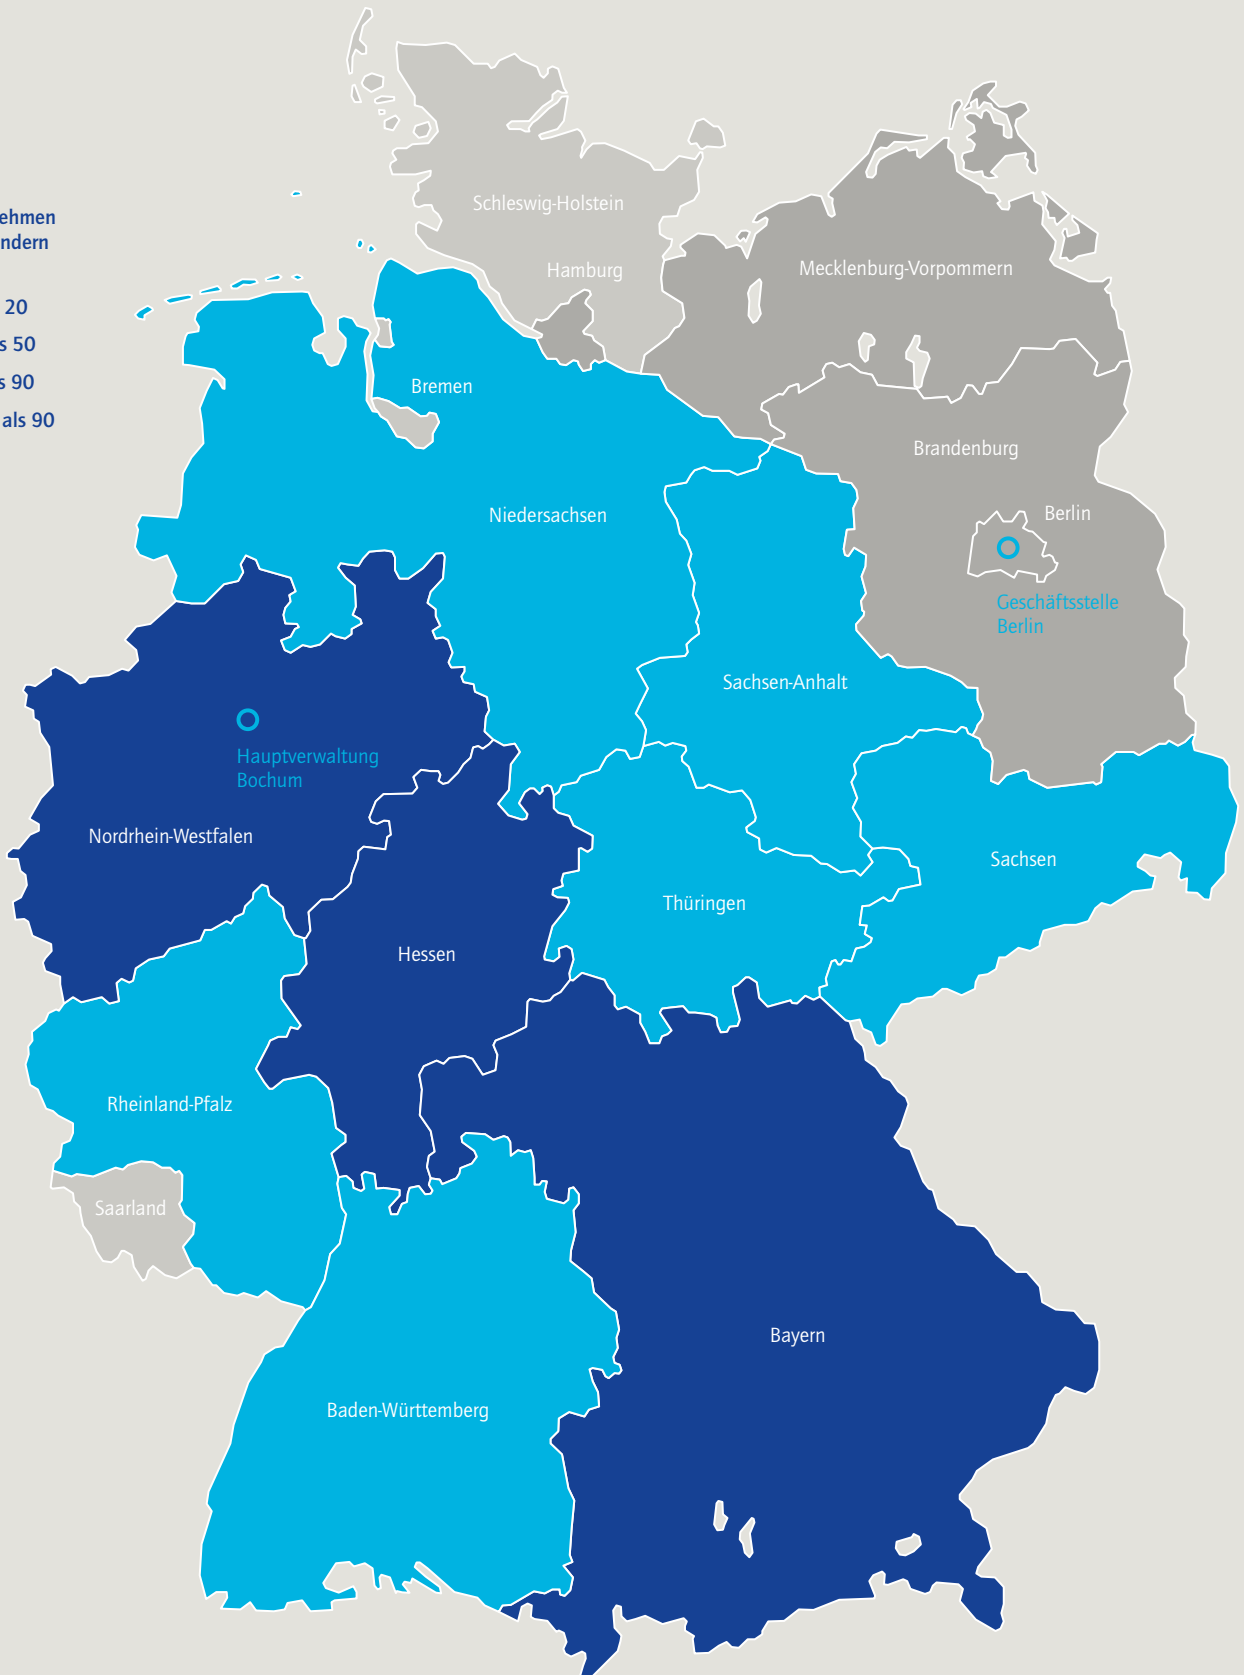 ehmen
ndern
20
s 50
s 90
als 90
Schleswig-Holstein
Hamburg
Mecklenburg-Vorpommern
Bremen
Brandenburg
Niedersachsen
Berlin
Geschäftsstelle
Berlin
Sachsen-Anhalt
Hauptverwaltung
Bochum
Nordrhein-Westfalen
Sachsen
Thüringen
Hessen
Rheinland-Pfalz
Saarland
Bayern
Baden-Württemberg